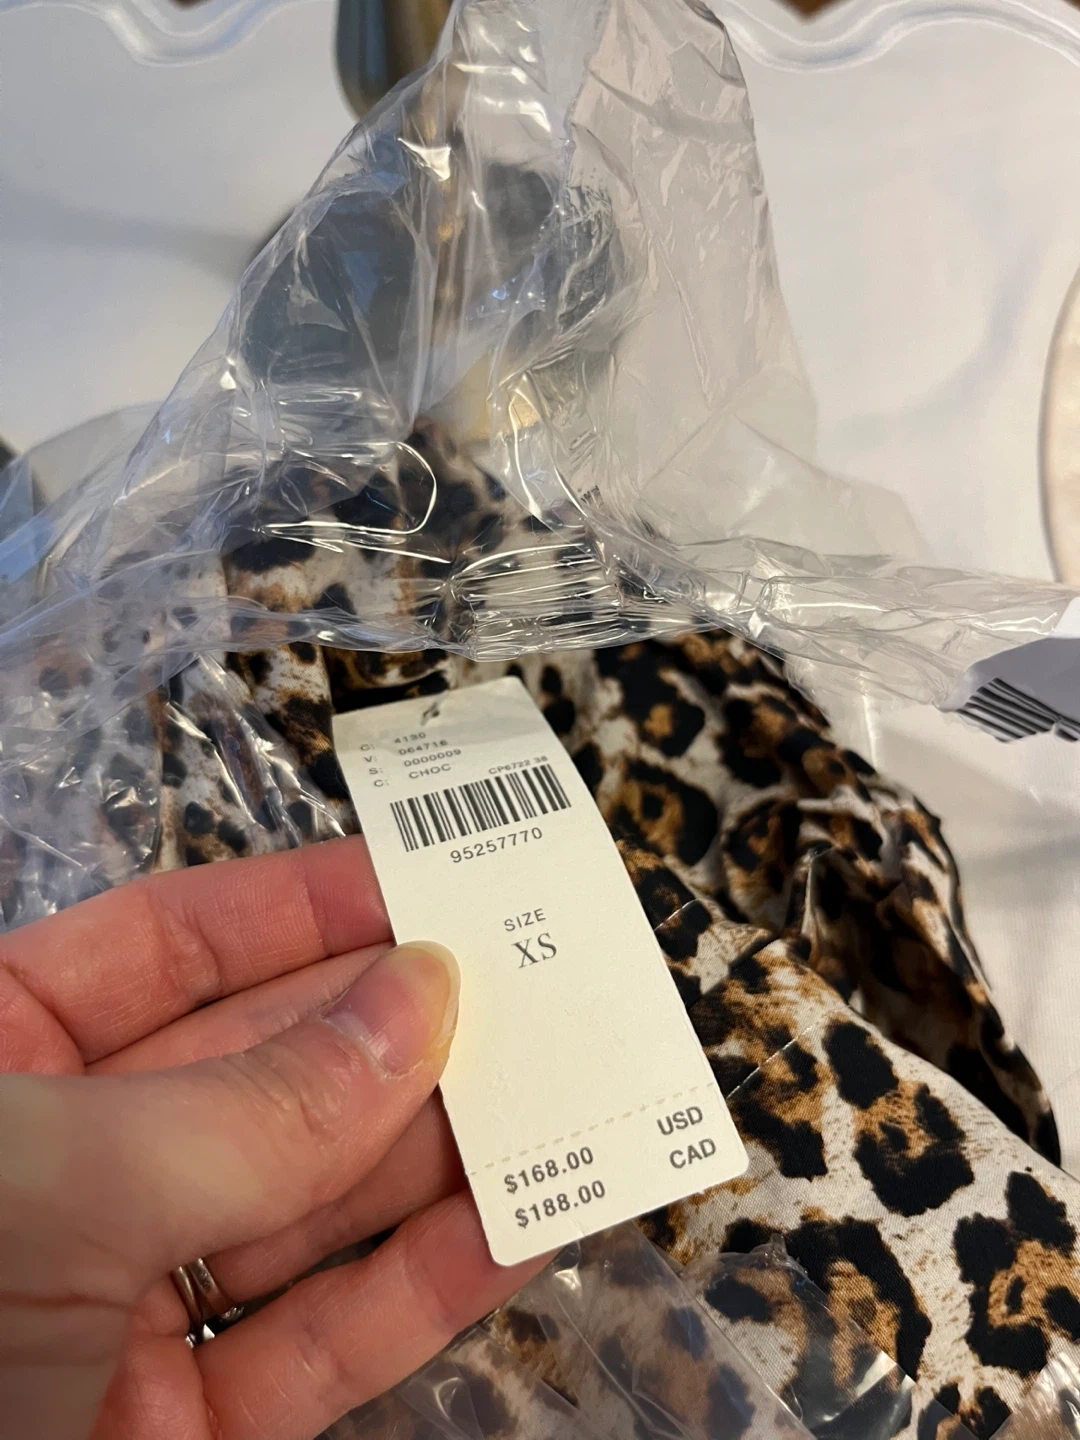 C: 4130
V: 064716
S: 0000009
C: CHOC CP6722 38
95257770
SIZE
XS
$168.00 USD
$188.00 CAD